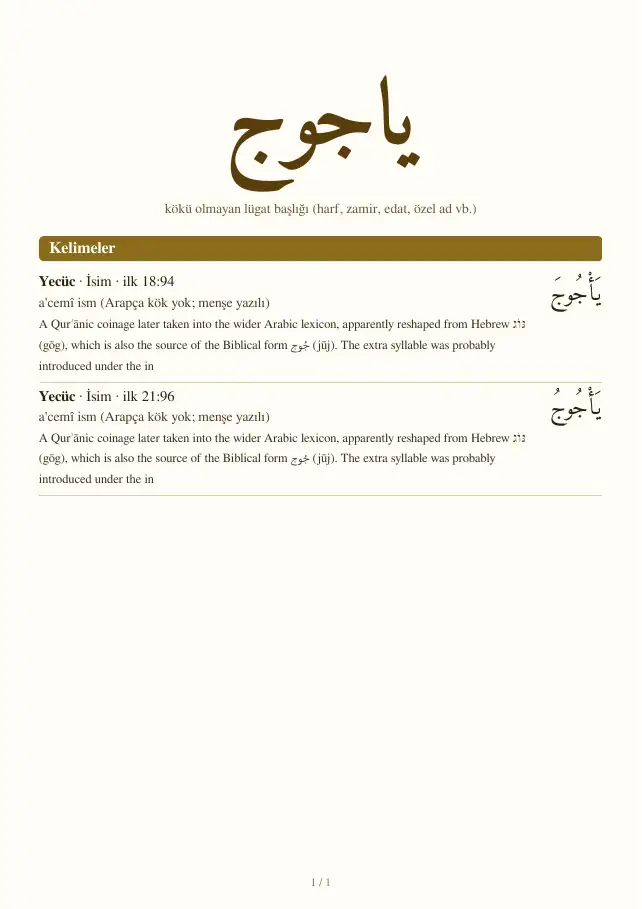 ياجوج
kökü olmayan lügat başlığı (harf, zamir, edat, özel ad vb.)
Kelimeler
Yecüc · İsim · ilk 18:94 يَأْجُوجَ
a'cemî ism (Arapça kök yok; menşe yazılı)
A Qurʾānic coinage later taken into the wider Arabic lexicon, apparently reshaped from Hebrew גּוֹג
(gōg), which is also the source of the Biblical form جُوج (jūj). The extra syllable was probably
introduced under the in
Yecüc · İsim · ilk 21:96 يَأْجُوجُ
a'cemî ism (Arapça kök yok; menşe yazılı)
A Qurʾānic coinage later taken into the wider Arabic lexicon, apparently reshaped from Hebrew גּוֹג
(gōg), which is also the source of the Biblical form جُوج (jūj). The extra syllable was probably
introduced under the in
1 / 1